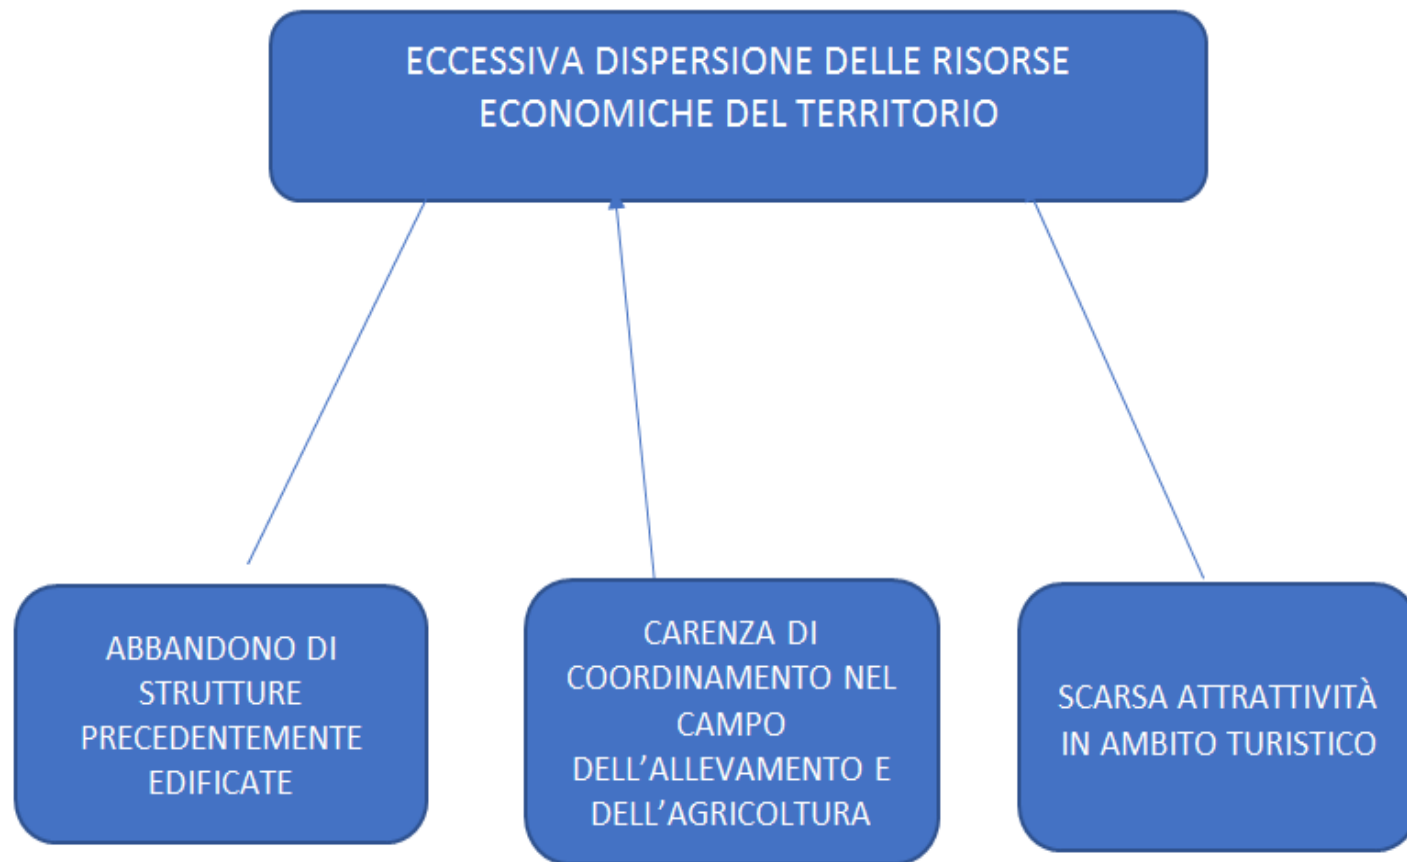 ECCESSIVA DISPERSIONE DELLE RISORSE
ECONOMICHE DEL TERRITORIO
ABBANDONO DI
STRUTTURE
PRECEDENTEMENTE
EDIFICATE
CARENZA DI
COORDINAMENTO NEL
CAMPO
DELL’ALLEVAMENTO E
DELL’AGRICOLTURA
SCARSA ATTRATTIVITÀ
IN AMBITO TURISTICO